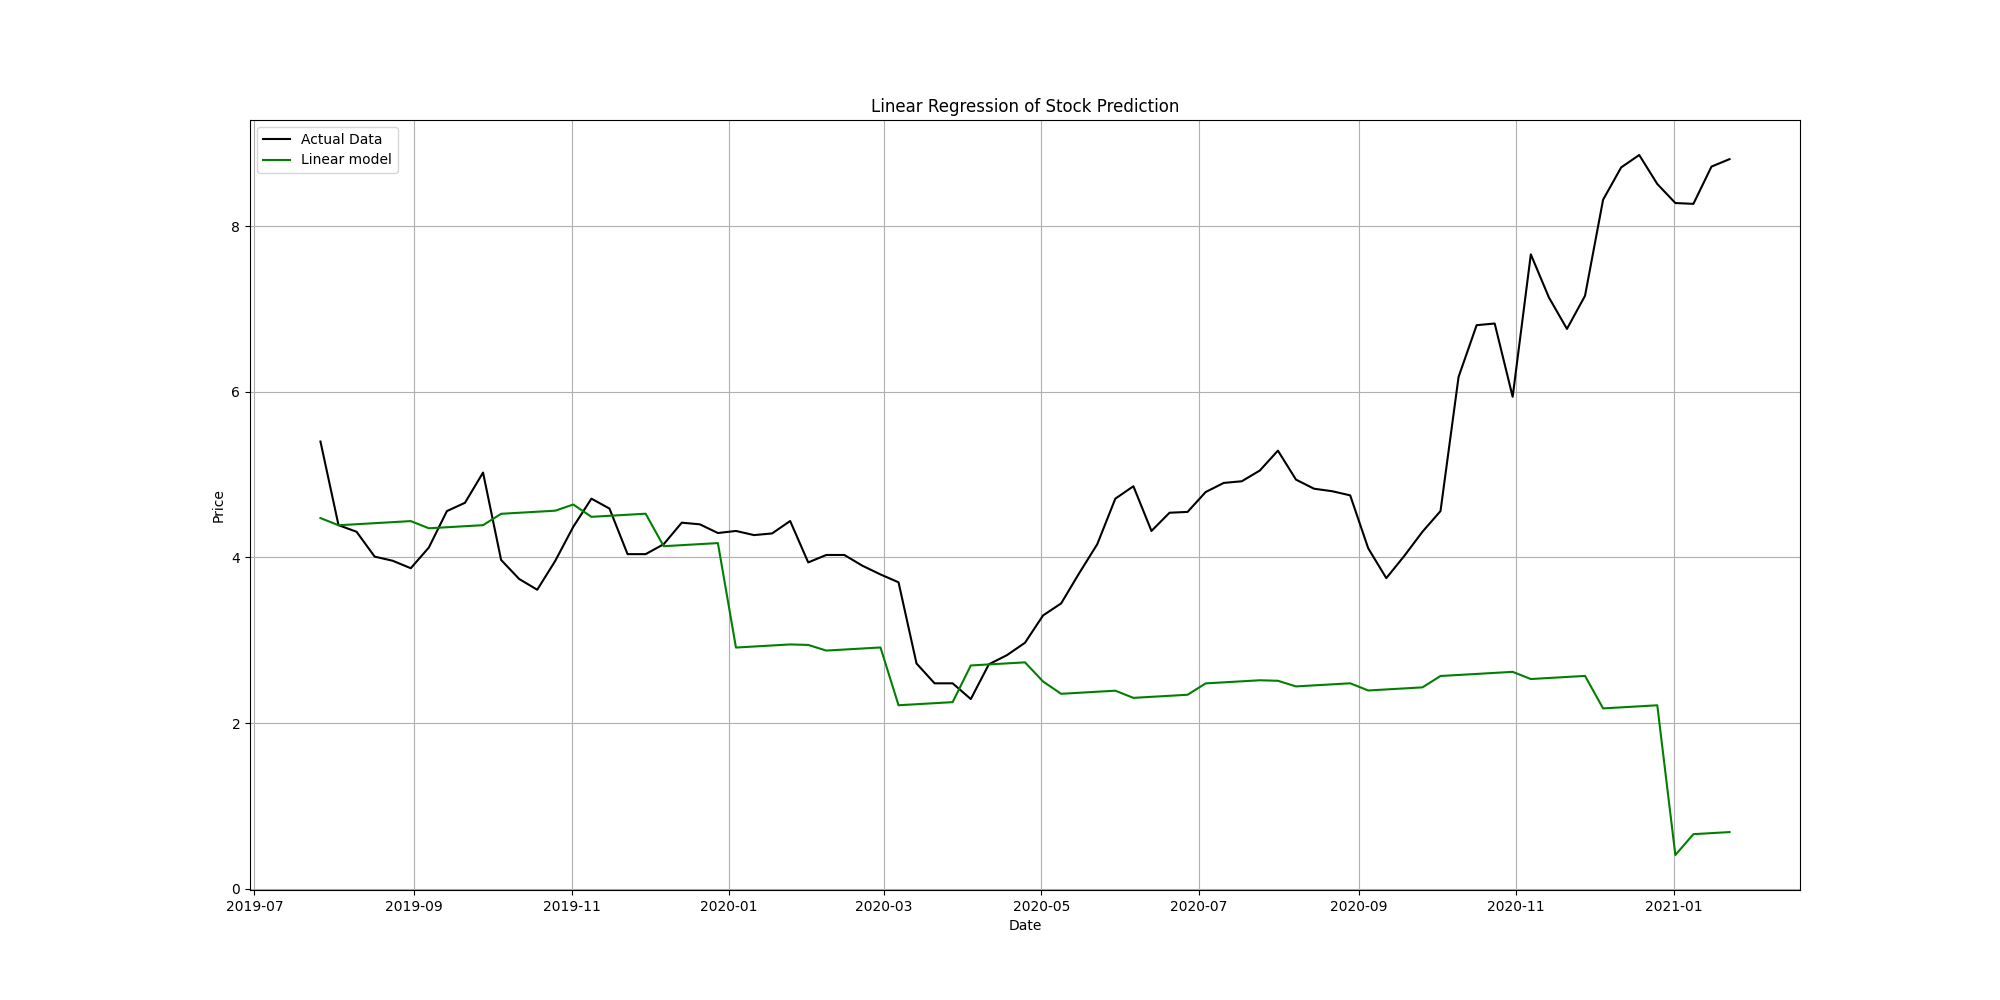 Linear Regression of Stock Prediction
Actual Data
Linear model
Price
8
6
4
2
0
2019-07 2019-09 2019-11 2020-01 2020-03 2020-05 2020-07 2020-09 2020-11 2021-01
Date